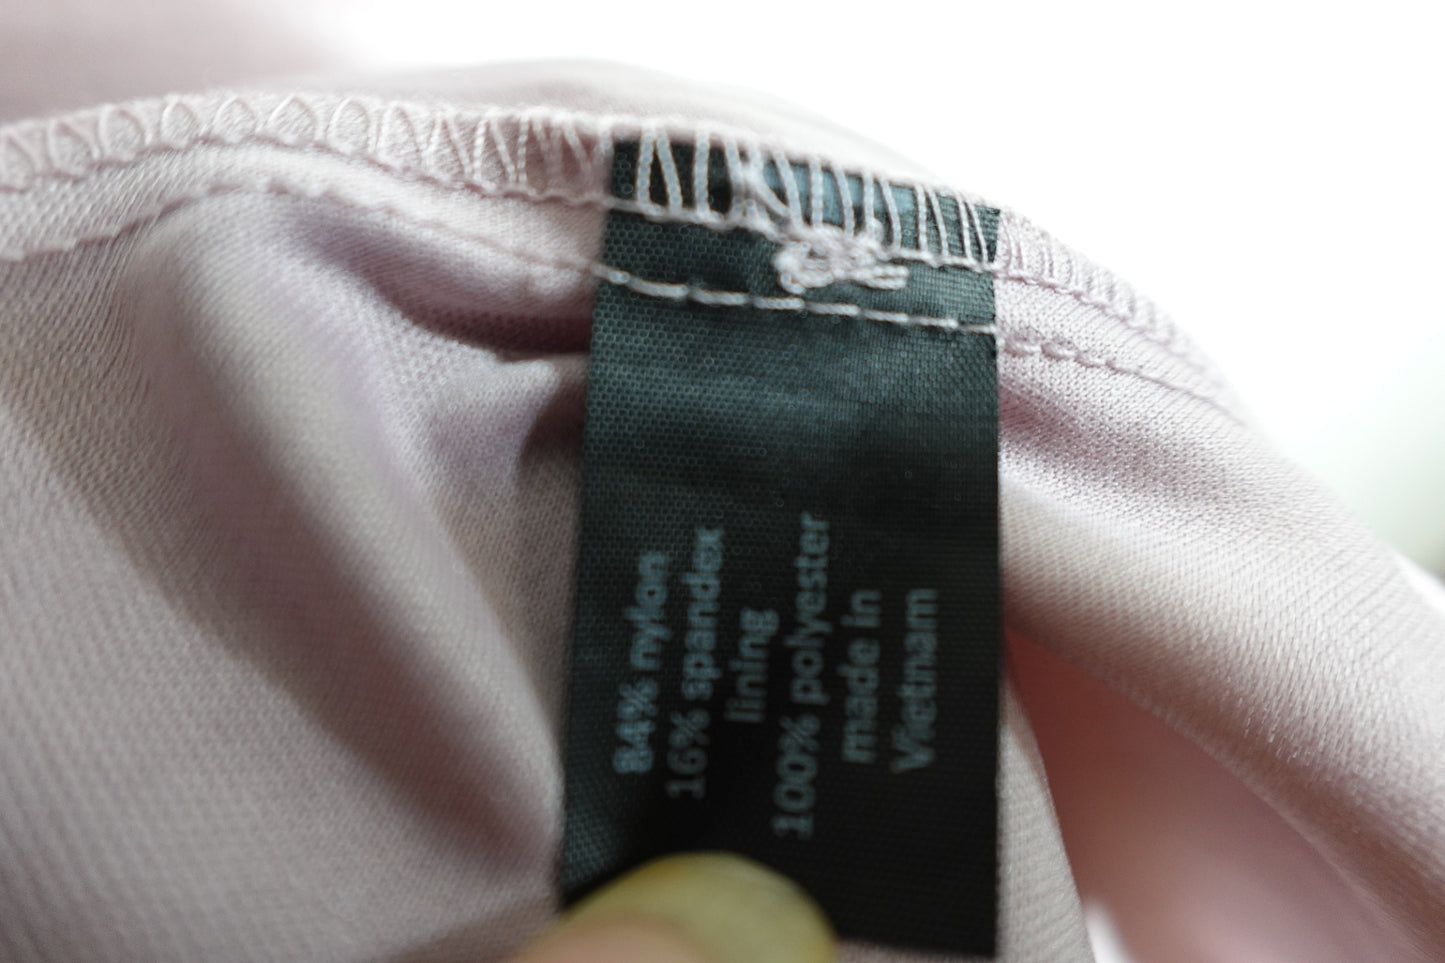 84% nylon
16% spandex
lining
100% polyester
made in
Vietnam